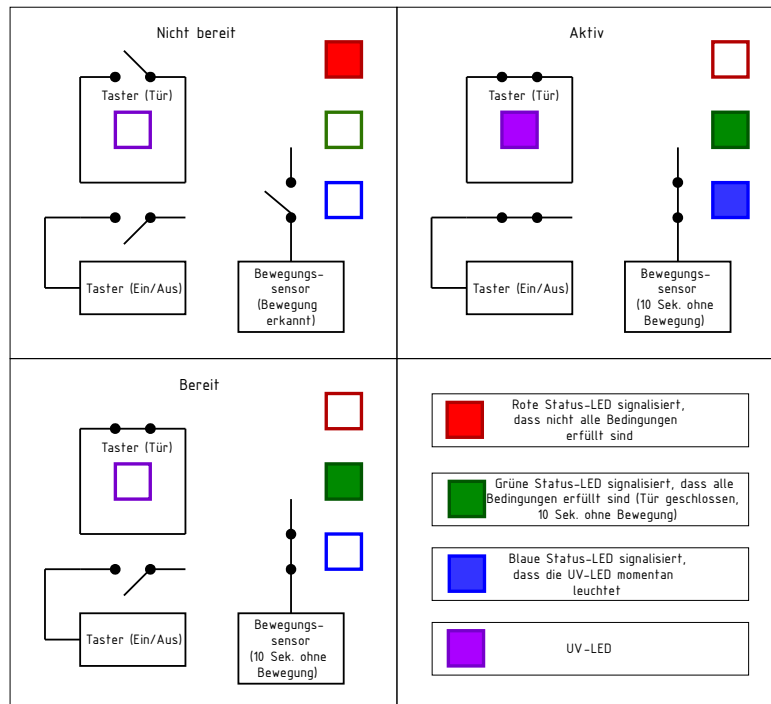 Nicht bereit
Taster (Tür)
Taster (Ein/Aus)
Bewegungs-
sensor
(Bewegung
erkannt)
Aktiv
Taster (Tür)
Taster (Ein/Aus)
Bewegungs-
sensor
(10 Sek. ohne
Bewegung)
Bereit
Taster (Tür)
Taster (Ein/Aus)
Bewegungs-
sensor
(10 Sek. ohne
Bewegung)
Rote Status-LED signalisiert,
dass nicht alle Bedingungen
erfüllt sind
Grüne Status-LED signalisiert, dass alle
Bedingungen erfüllt sind (Tür geschlossen,
10 Sek. ohne Bewegung)
Blaue Status-LED signalisiert,
dass die UV-LED momentan
leuchtet
UV-LED